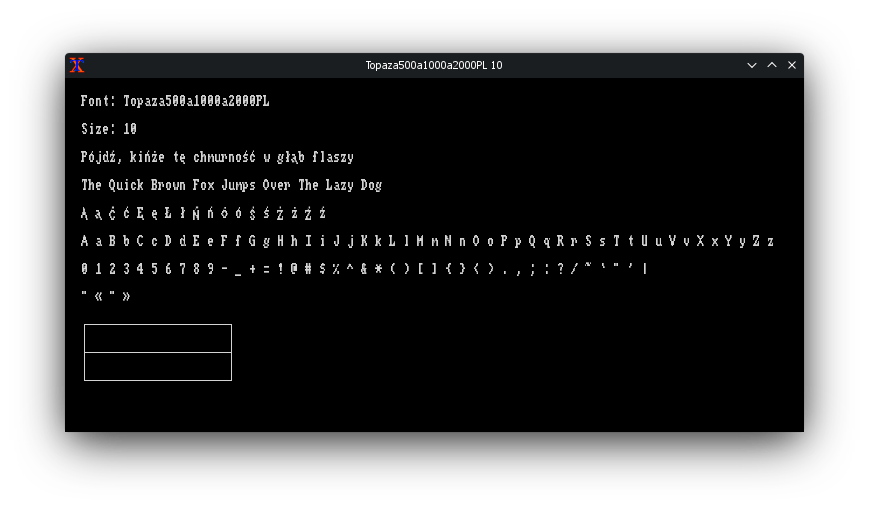 Topaza500a1000a2000PL 10
Font: Topaza500a1000a2000PL
Size: 10
Pójdź, kińże tę chmurność w głąb flaszy
The Quick Brown Fox Jumps Over The Lazy Dog
Ą ą Ć ć Ę ę Ł ł Ń ń ó ó Ś ś Ż ż Ź ź
A a B b C c D d E e F f G g H h I i J j K k L l M m N n O o P p Q q R r S s T t U u V v X x Y y Z z
0 1 2 3 4 5 6 7 8 9 - _ + = ! @ # $ % ^ & * ( ) [ ] { } < > . , ; : ? / ~ ` " ' |
" « " »